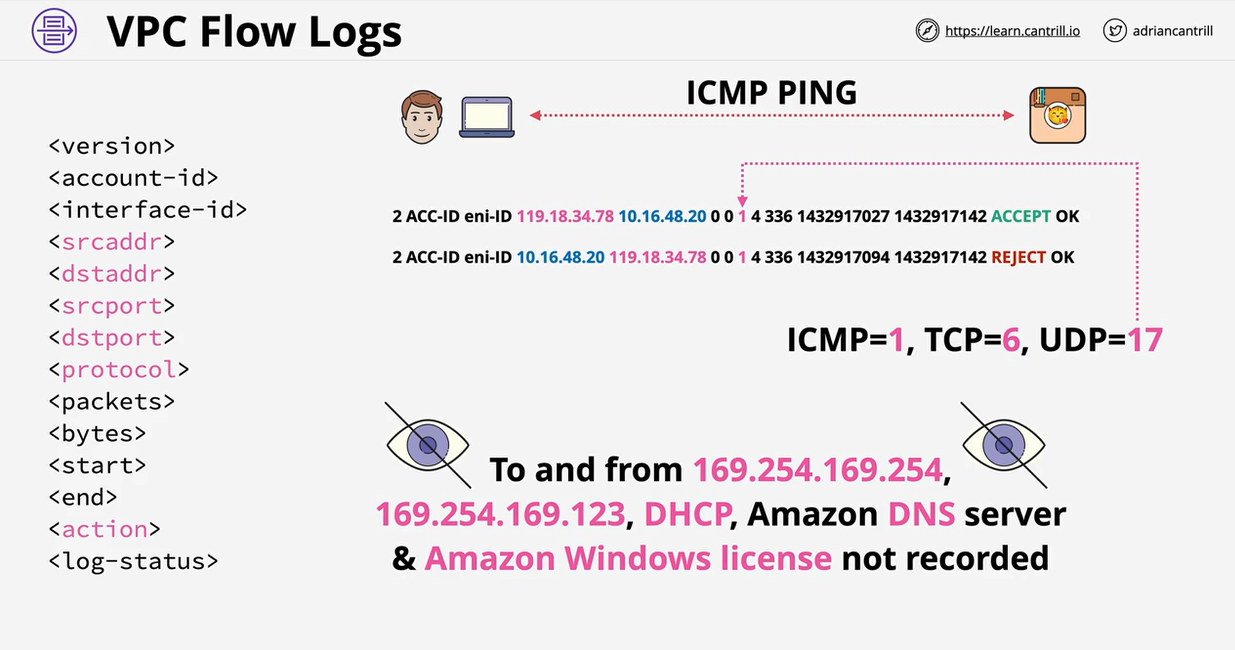 VPC Flow Logs
https://learn.cantrill.io
adriancantrill
ICMP PING
<version>
<account-id>
<interface-id>
<srcaddr>
<dstaddr>
<srcport>
<dstport>
<protocol>
<packets>
<bytes>
<start>
<end>
<action>
<log-status>
2 ACC-ID eni-ID 119.18.34.78 10.16.48.20 0 0 1 4 336 1432917027 1432917142 ACCEPT OK
2 ACC-ID eni-ID 10.16.48.20 119.18.34.78 0 0 1 4 336 1432917094 1432917142 REJECT OK
ICMP=1, TCP=6, UDP=17
To and from 169.254.169.254,
169.254.169.123, DHCP, Amazon DNS server
& Amazon Windows license not recorded